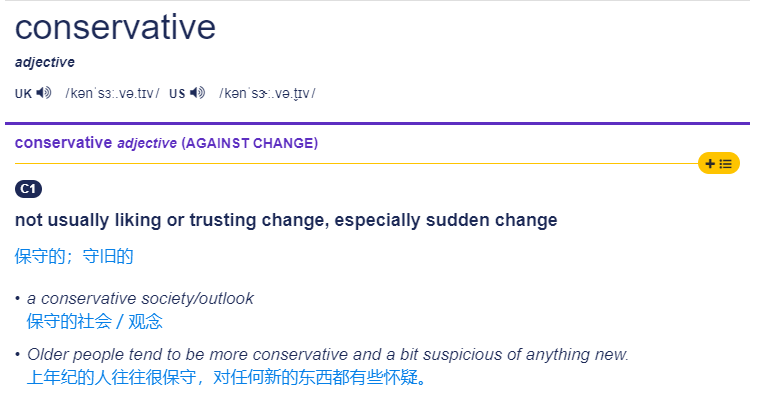 conservative
adjective
UK /kənˈsɜː.və.tɪv/ US /kənˈsɝː.və.t̬ɪv/
conservative adjective (AGAINST CHANGE)
C1
not usually liking or trusting change, especially sudden change
保守的；守旧的
• a conservative society/outlook
保守的社会／观念
• Older people tend to be more conservative and a bit suspicious of anything new.
上年纪的人往往很保守，对任何新的东西都有些怀疑。